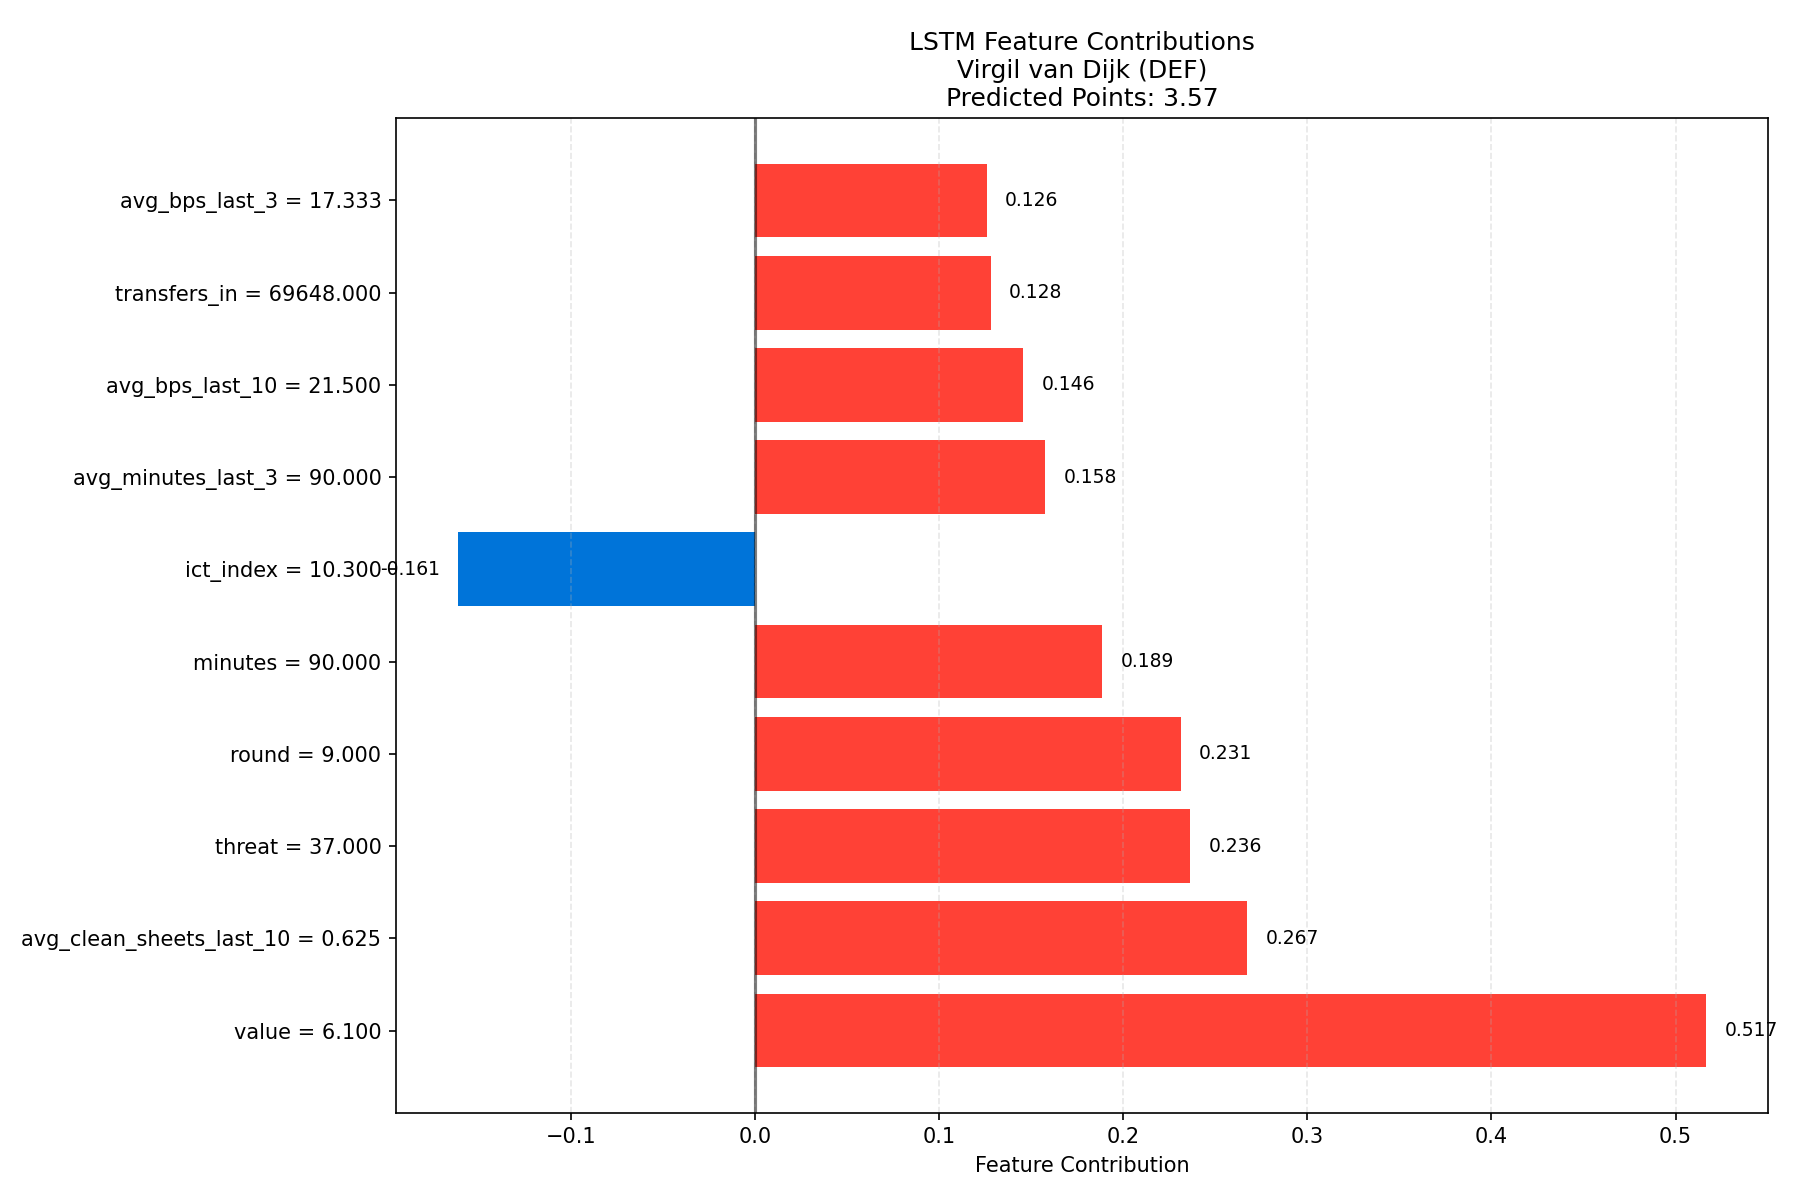 LSTM Feature Contributions
Virgil van Dijk (DEF)
Predicted Points: 3.57
avg_bps_last_3 = 17.333 0.126
transfers_in = 69648.000 0.128
avg_bps_last_10 = 21.500 0.146
avg_minutes_last_3 = 90.000 0.158
ict_index = 10.300 -0.161
minutes = 90.000 0.189
round = 9.000 0.231
threat = 37.000 0.236
avg_clean_sheets_last_10 = 0.625 0.267
value = 6.100 0.517
−0.1 0.0 0.1 0.2 0.3 0.4 0.5
Feature Contribution